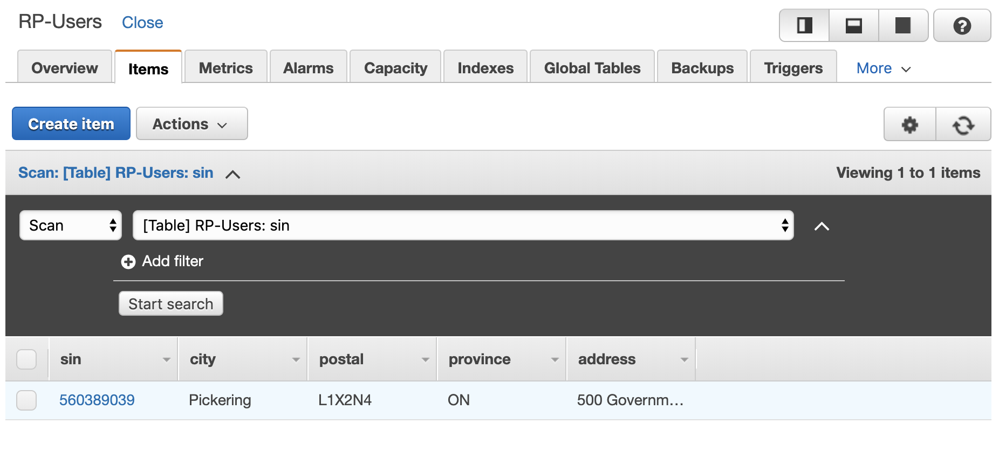 RP-Users Close
Overview Items Metrics Alarms Capacity Indexes Global Tables Backups Triggers More
Create item Actions
Scan: [Table] RP-Users: sin Viewing 1 to 1 items
Scan [Table] RP-Users: sin
Add filter
Start search
sin city postal province address
560389039 Pickering L1X2N4 ON 500 Governm...